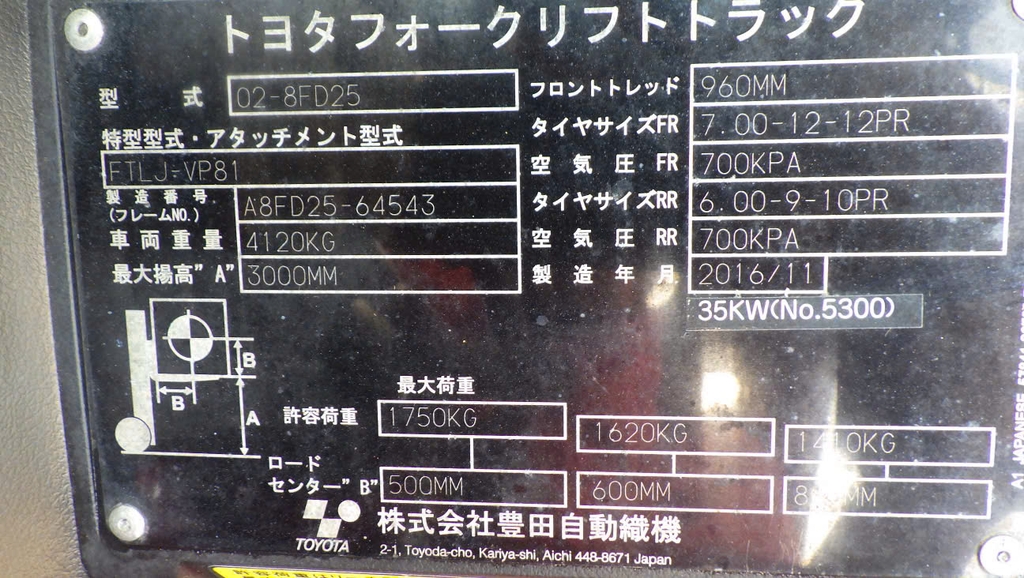 トヨタフォークリフトトラック
型式 02-8FD25
特型型式・アタッチメント型式
FTLJ-VP81
製造番号 (フレームNO.) A8FD25-64543
車両重量 4120KG
最大揚高"A" 3000MM
フロントトレッド 960MM
タイヤサイズFR 7.00-12-12PR
空気圧 FR 700KPA
タイヤサイズRR 6.00-9-10PR
空気圧 RR 700KPA
製造年月 2016/11
35KW(No.5300)
B
B
A
最大荷重
許容荷重 1750KG 1620KG 1410KG
ロードセンター"B" 500MM 600MM
TOYOTA
株式会社豊田自動織機
2-1, Toyoda-cho, Kariya-shi, Aichi 448-8671 Japan